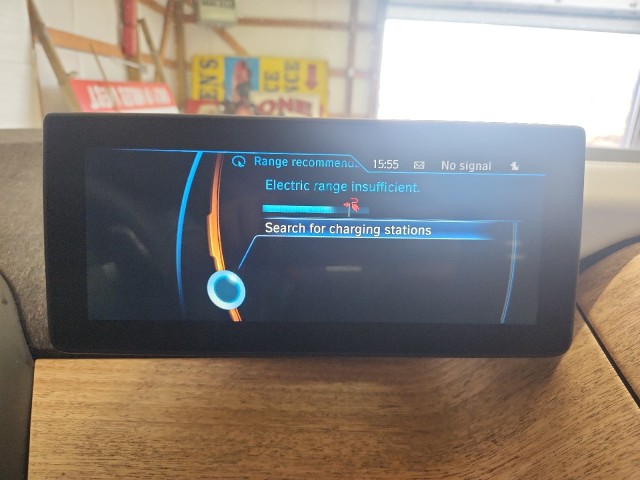 Range recommend.
15:55
No signal
Electric range insufficient.
Search for charging stations